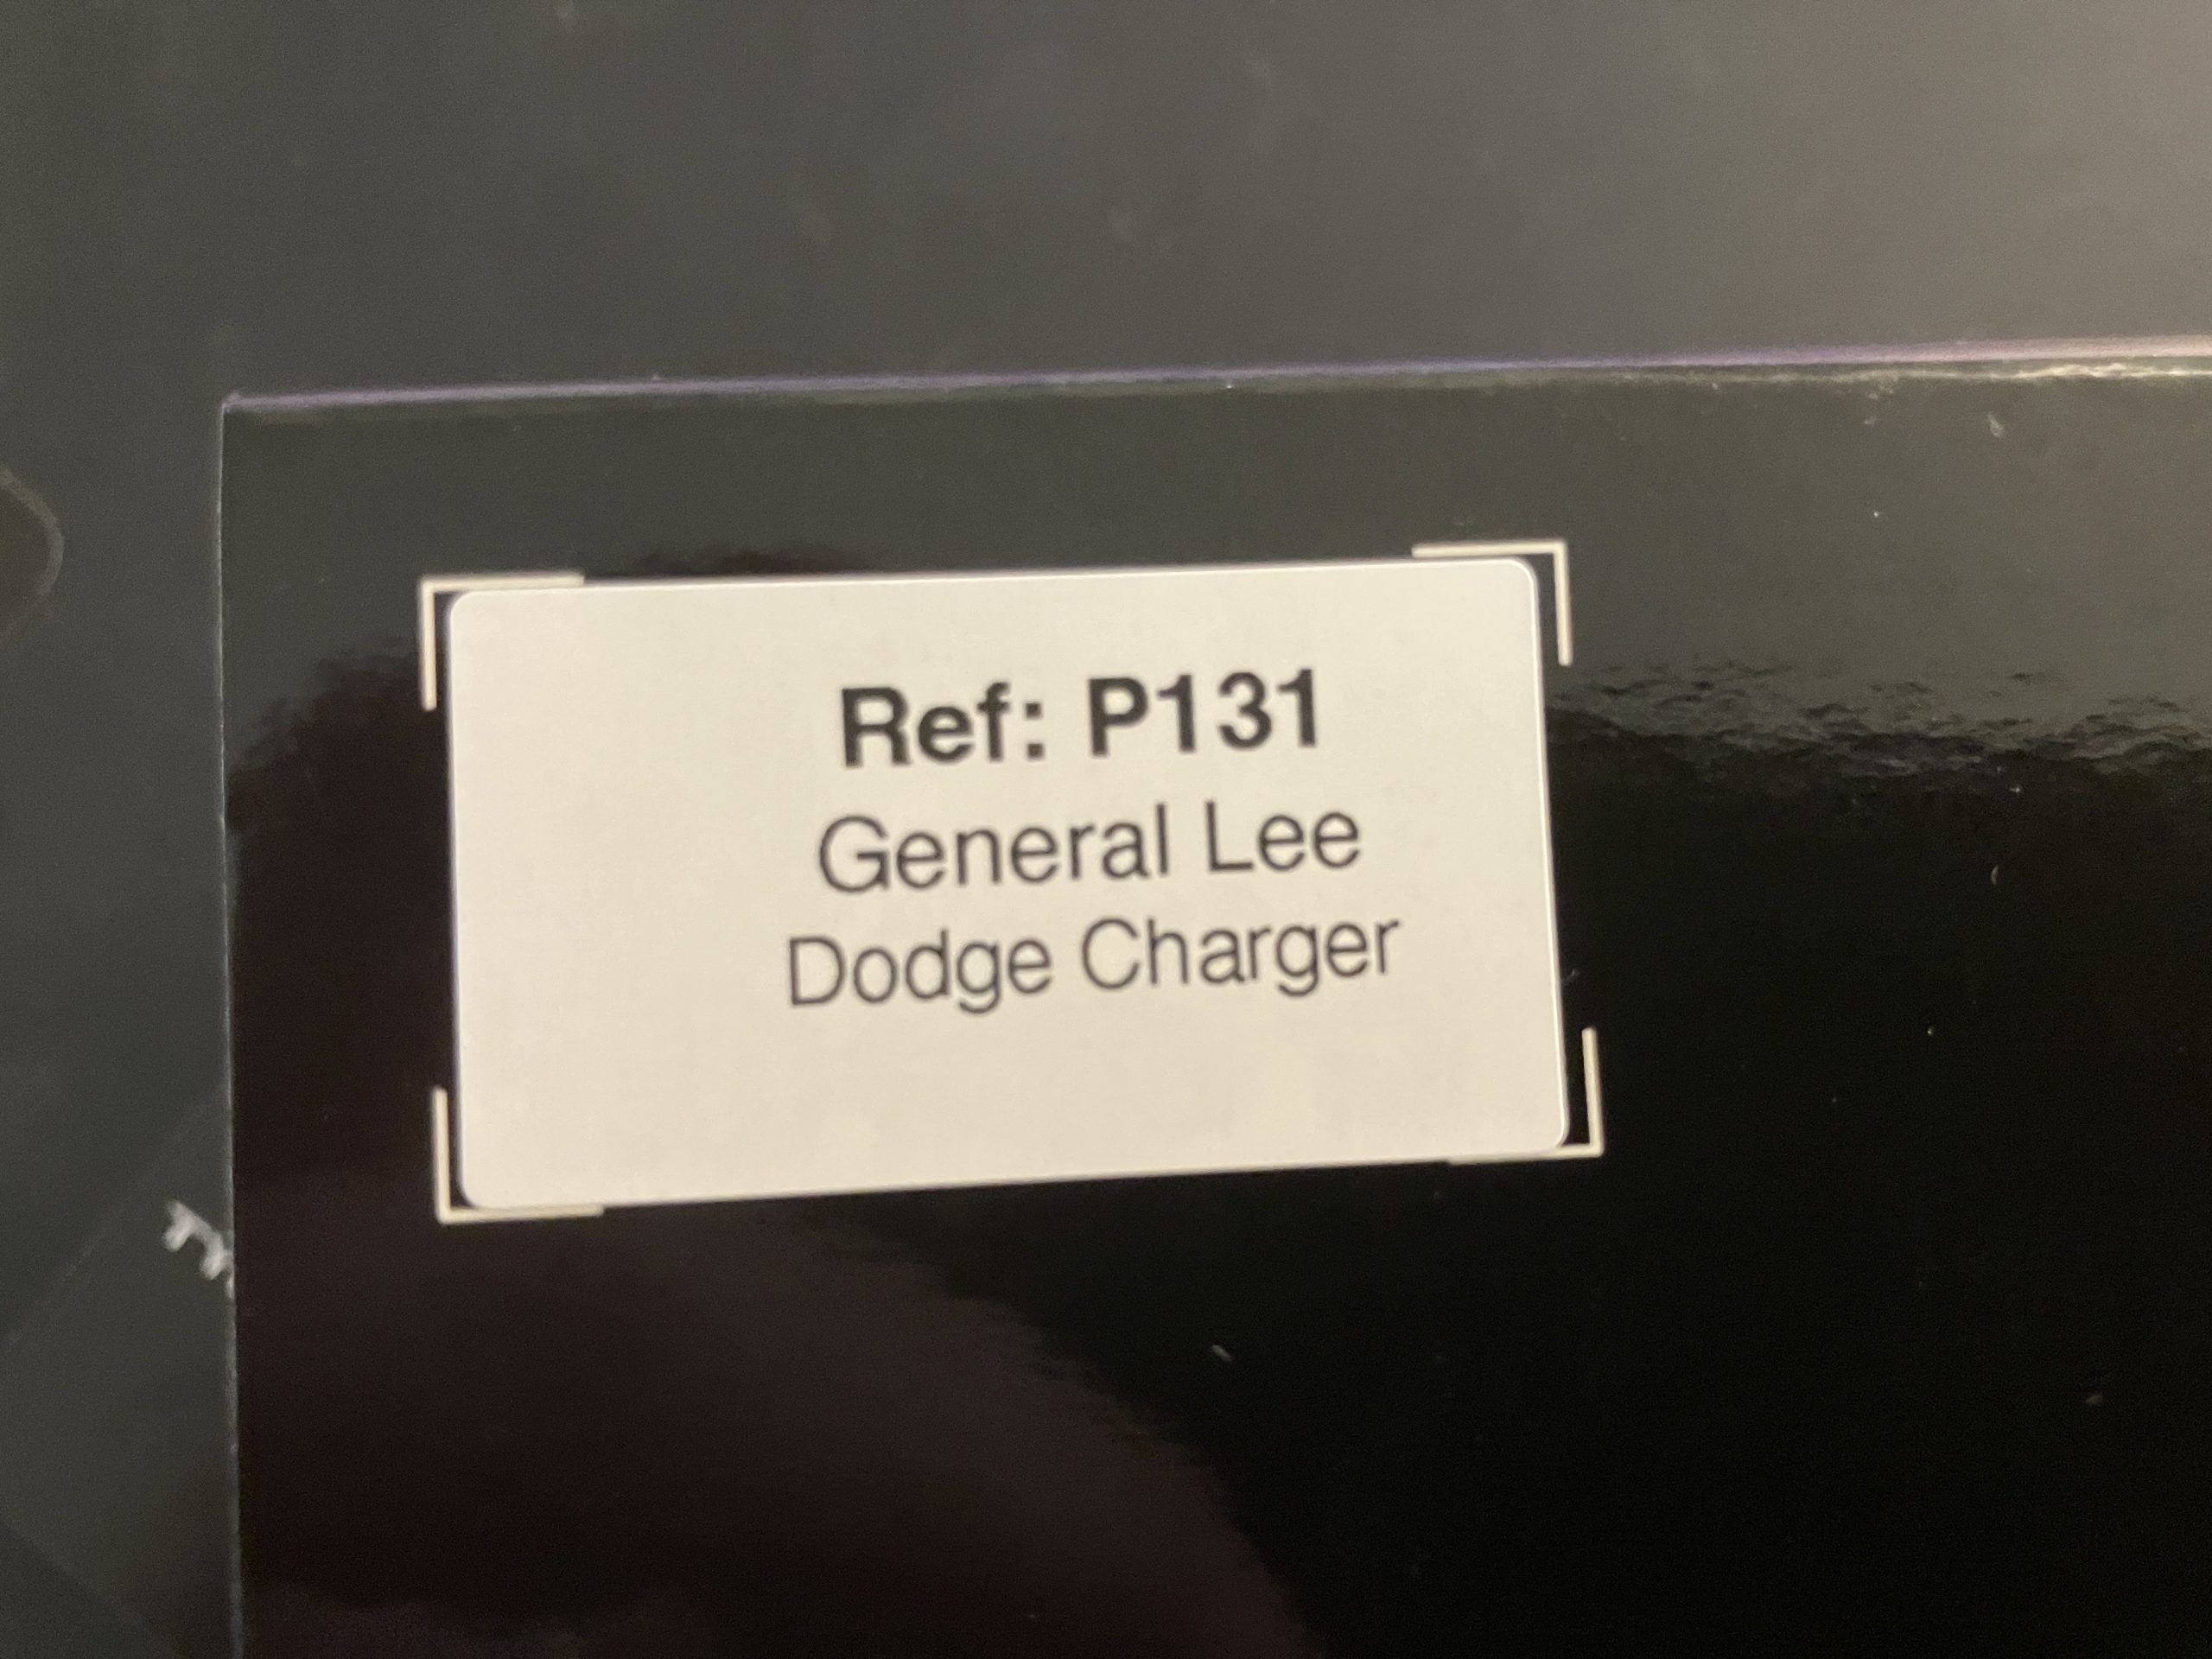 Ref: P131
General Lee
Dodge Charger